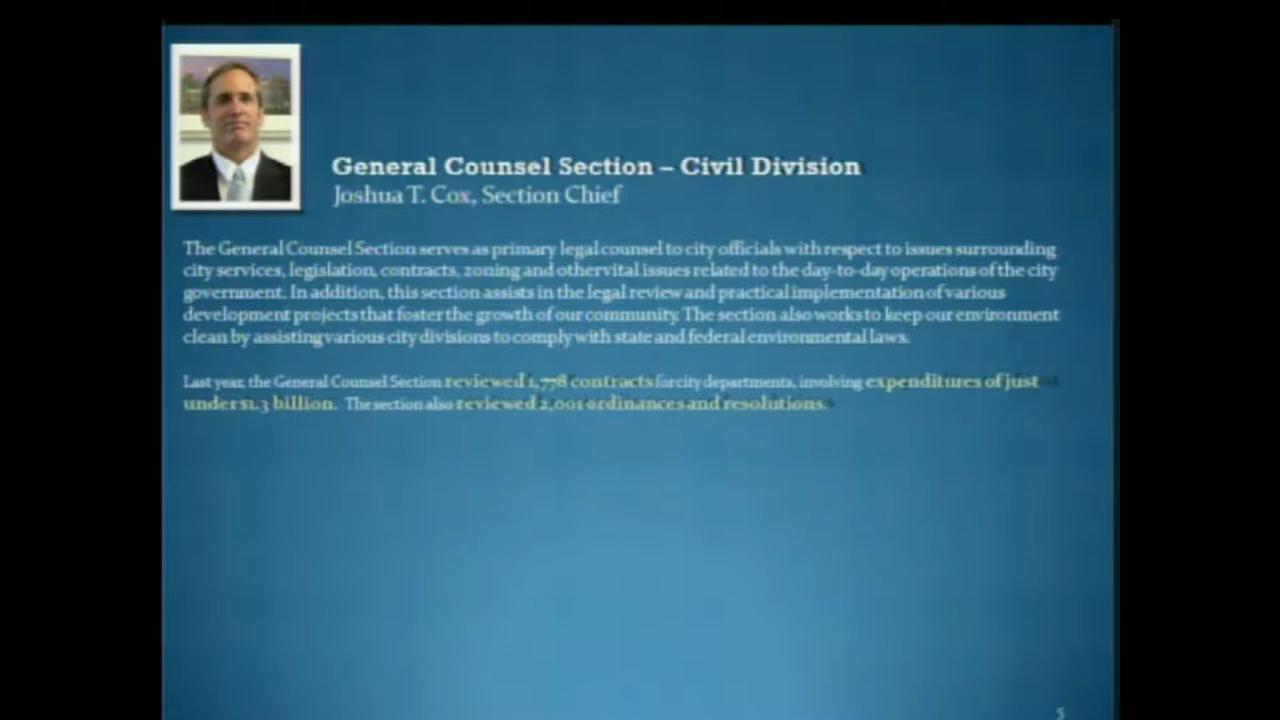 General Counsel Section – Civil Division
Joshua T. Cox, Section Chief
The General Counsel Section serves as primary legal counsel to city officials with respect to issues surrounding
city services, legislation, contracts, zoning and other vital issues related to the day-to-day operations of the city
government. In addition, this section assists in the legal review and practical implementation of various
development projects that foster the growth of our community. The section also works to keep our environment
clean by assisting various city divisions to comply with state and federal environmental laws.
Last year, the General Counsel Section reviewed 1,778 contracts for city departments, involving expenditures of just
under $1.3 billion. The section also reviewed 2,001 ordinances and resolutions.
5